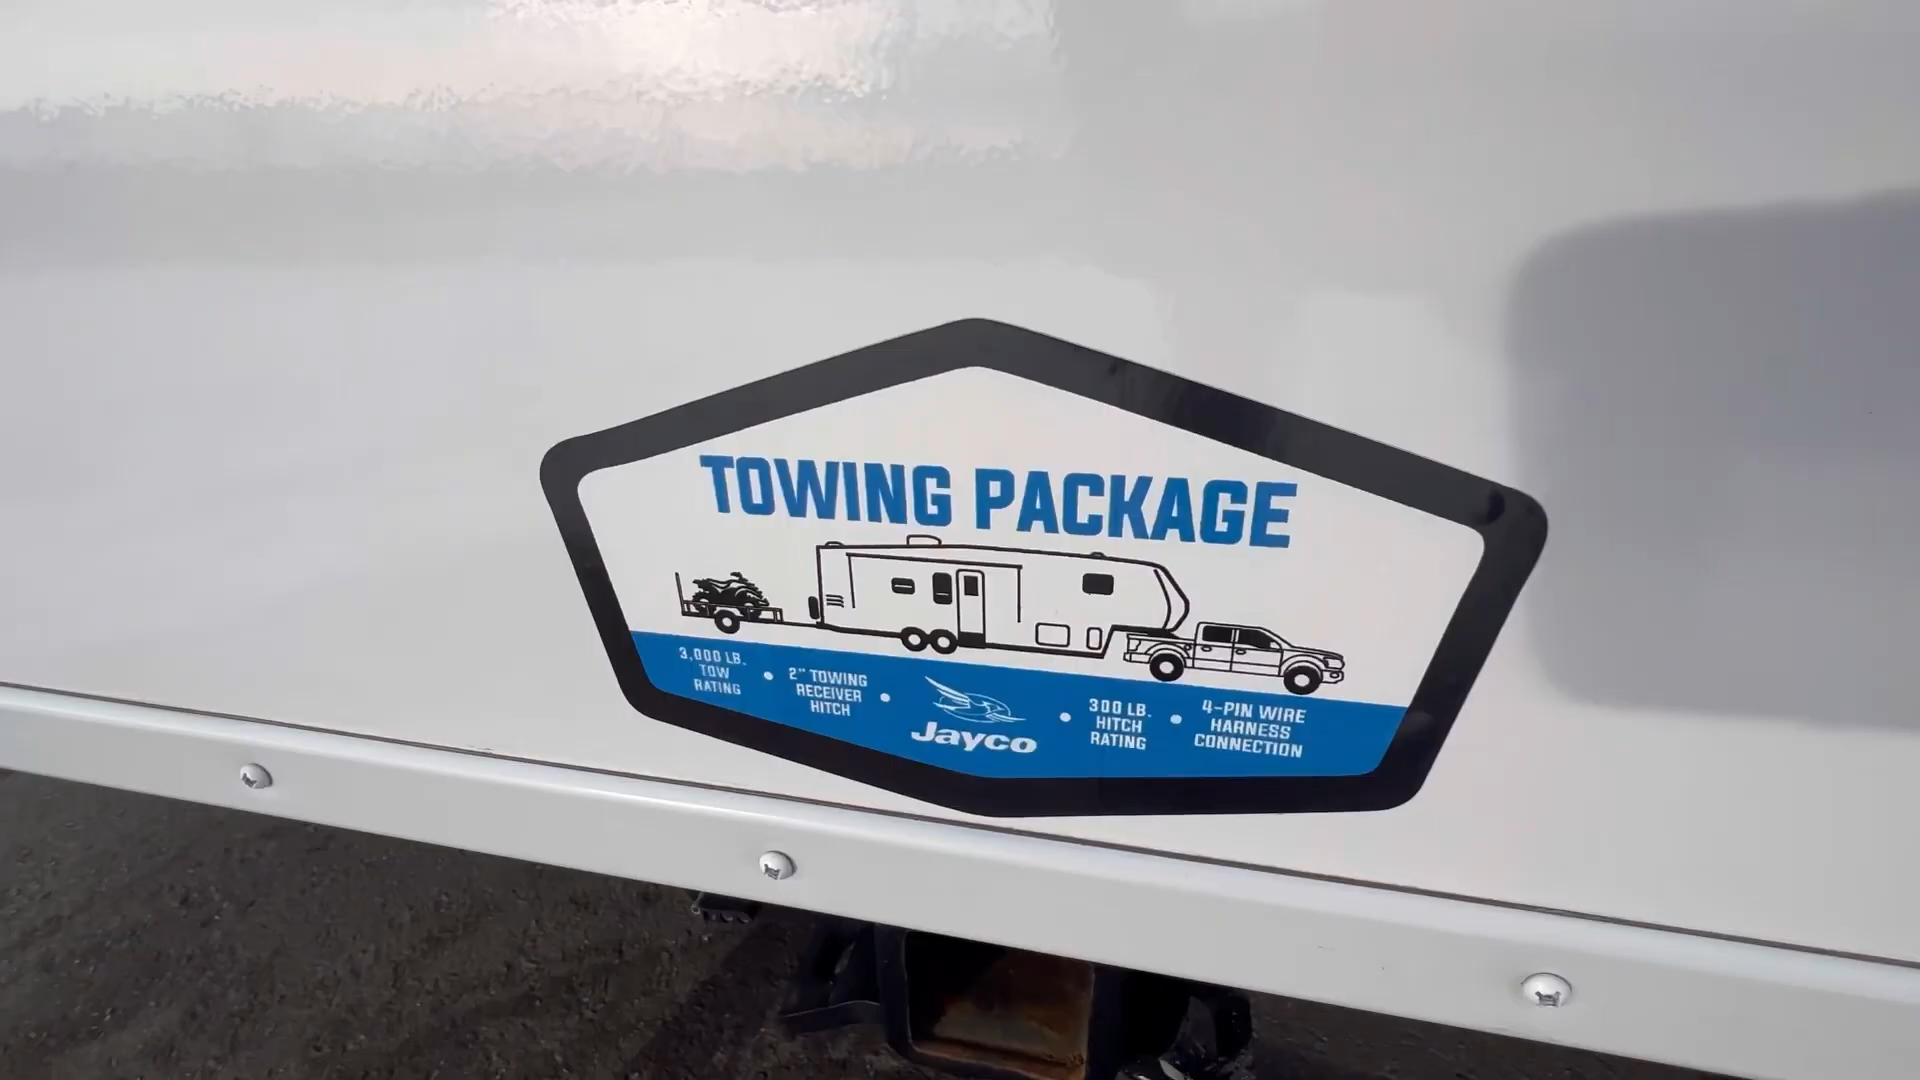 TOWING PACKAGE
3,000 LB.
TOW
RATING
2" TOWING
RECEIVER
HITCH
Jayco
300 LB.
HITCH
RATING
4-PIN WIRE
HARNESS
CONNECTION